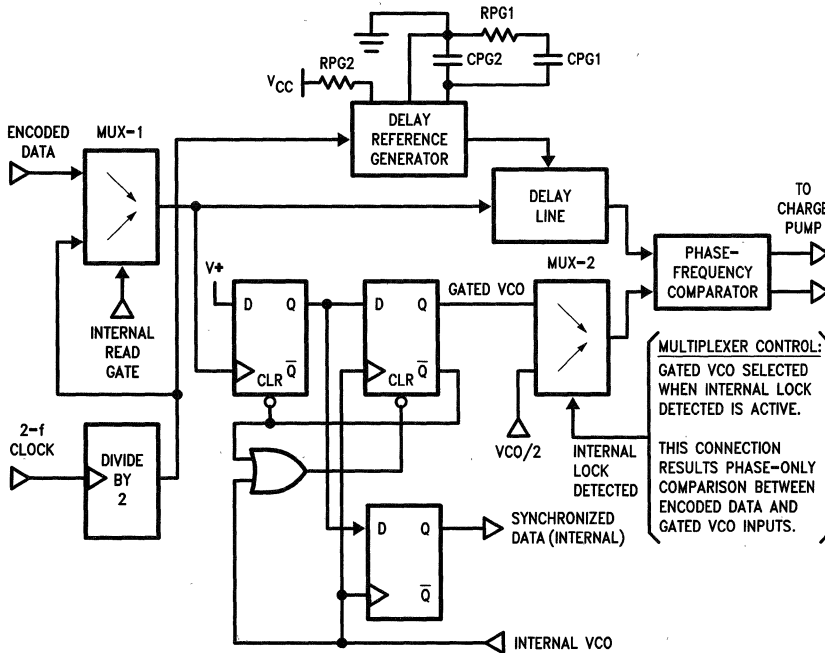 RPG1
RPG2
CPG2
CPG1
VCC
DELAY
REFERENCE
GENERATOR
ENCODED
DATA
MUX-1
DELAY
LINE
TO
CHARGE
PUMP
PHASE-
FREQUENCY
COMPARATOR
MUX-2
V+
D Q
Q
CLR
D Q
Q
CLR
GATED VCO
INTERNAL
READ
GATE
2-f
CLOCK
DIVIDE
BY
2
VCO/2
INTERNAL
LOCK
DETECTED
MULTIPLEXER CONTROL:
GATED VCO SELECTED
WHEN INTERNAL LOCK
DETECTED IS ACTIVE.
THIS CONNECTION
RESULTS PHASE-ONLY
COMPARISON BETWEEN
ENCODED DATA AND
GATED VCO INPUTS.
D Q
Q
SYNCHRONIZED
DATA (INTERNAL)
INTERNAL VCO